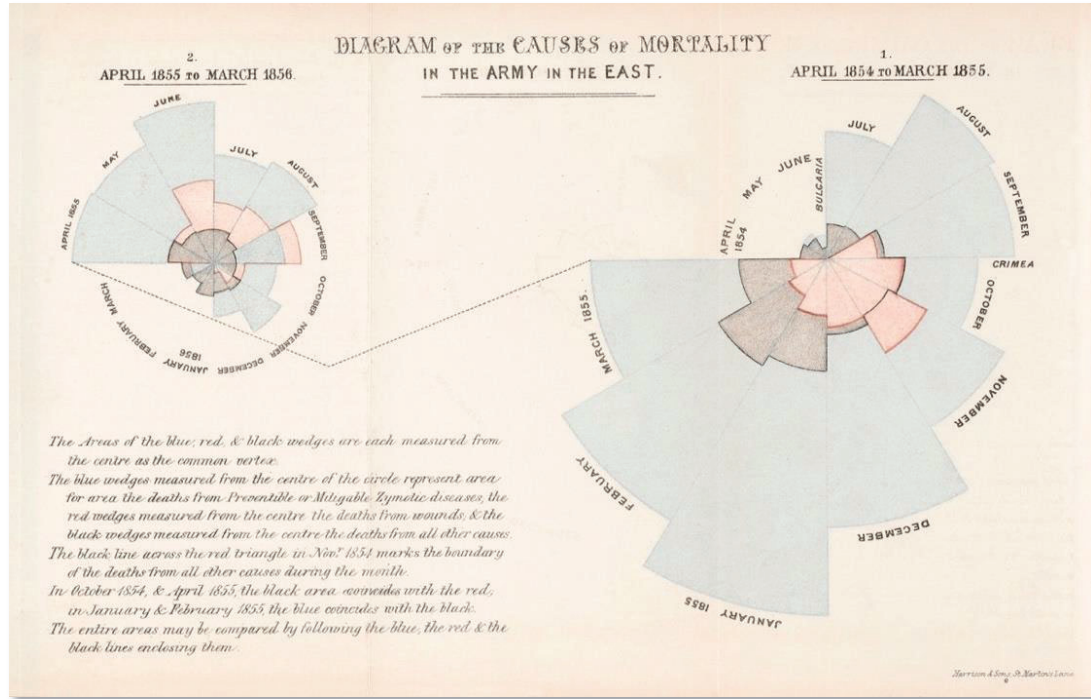 DIAGRAM OF THE CAUSES OF MORTALITY
IN THE ARMY IN THE EAST.
2.
APRIL 1855 TO MARCH 1856.
JUNE
JULY
MAY
AUGUST
APRIL 1855
SEPTEMBER
OCTOBER
NOVEMBER
DECEMBER
JANUARY 1856
FEBRUARY
MARCH
1.
APRIL 1854 TO MARCH 1855.
JULY
AUGUST
JUNE
BULGARIA
MAY
SEPTEMBER
APRIL
1854
CRIMEA
OCTOBER
MARCH 1855.
NOVEMBER
FEBRUARY
DECEMBER
JANUARY 1855
The Areas of the blue, red, & black wedges are each measured from
the centre as the common vertex.
The blue wedges measured from the centre of the circle represent area
for area the deaths from Preventible or Mitigable Zymotic diseases, the
red wedges measured from the centre the deaths from wounds, & the
black wedges measured from the centre the deaths from all other causes.
The black line across the red triangle in Novr. 1854 marks the boundary
of the deaths from all other causes during the month.
In October 1854, & April 1855, the black area coincides with the red,
in January & February 1855, the blue coincides with the black.
The entire areas may be compared by following the blue, the red & the
black lines enclosing them.
Harrison & Sons, St. Martin's Lane.